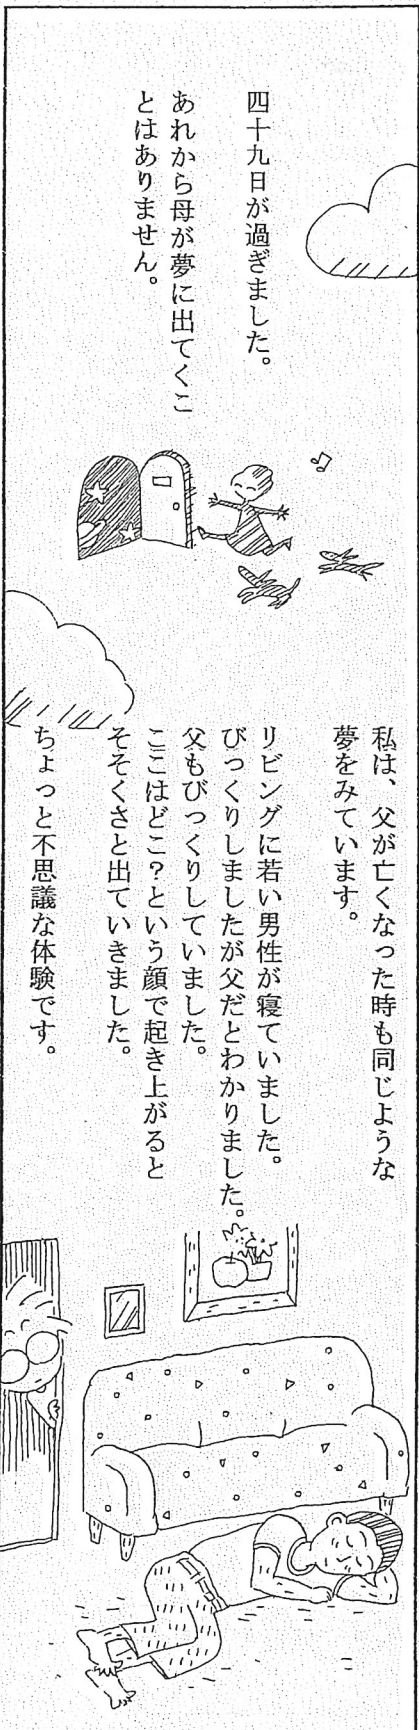 四十九日が過ぎました。
あれから母が夢に出てくこ
とはありません。
私は、父が亡くなった時も同じような
夢をみています。
リビングに若い男性が寝ていました。
びっくりしましたが父だとわかりました。
父もびっくりしていました。
ここはどこ？という顔で起き上がると
そそくさと出ていきました。
ちょっと不思議な体験です。